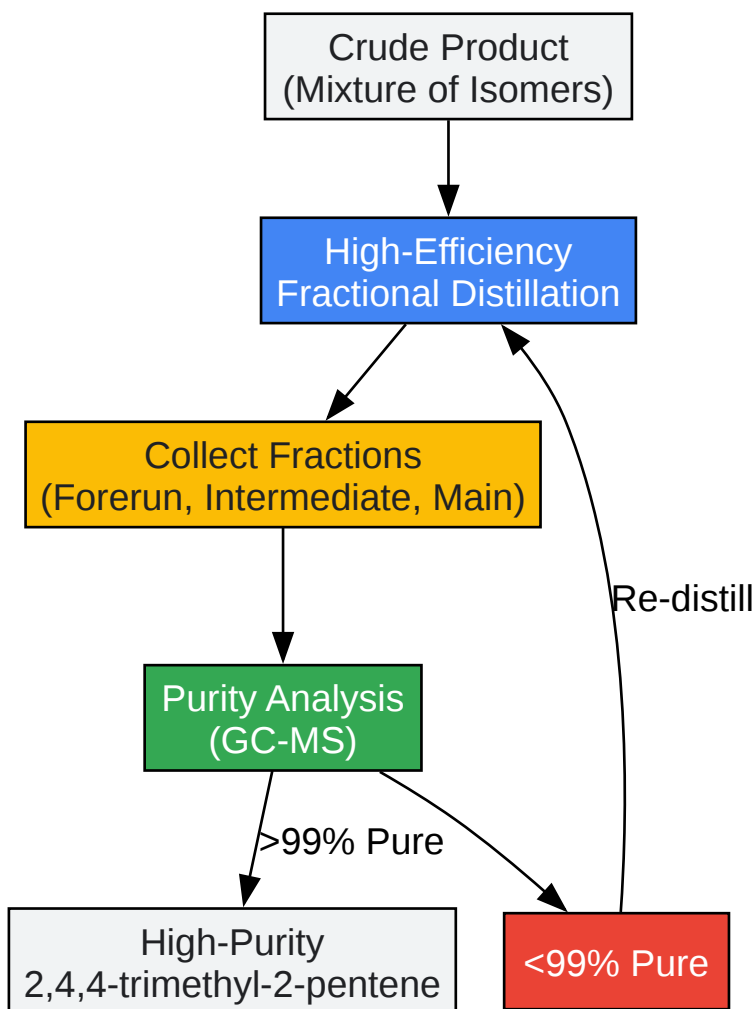 Crude Product
(Mixture of Isomers)
High-Efficiency
Fractional Distillation
Collect Fractions
(Forerun, Intermediate, Main)
Re-distill
Purity Analysis
(GC-MS)
>99% Pure
High-Purity
2,4,4-trimethyl-2-pentene
<99% Pure